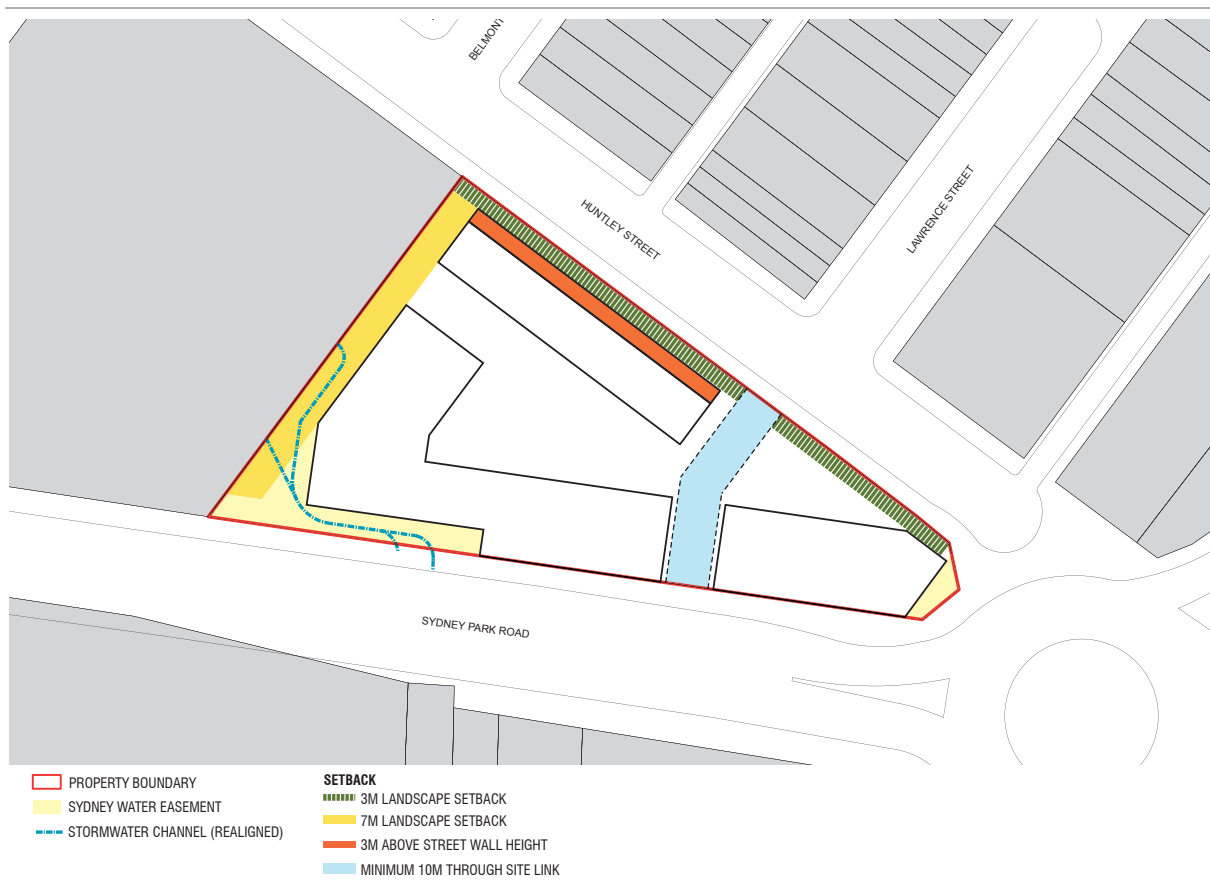 BELMONT
HUNTLEY STREET
LAWRENCE STREET
SYDNEY PARK ROAD
PROPERTY BOUNDARY
SYDNEY WATER EASEMENT
STORMWATER CHANNEL (REALIGNED)
SETBACK
3M LANDSCAPE SETBACK
7M LANDSCAPE SETBACK
3M ABOVE STREET WALL HEIGHT
MINIMUM 10M THROUGH SITE LINK